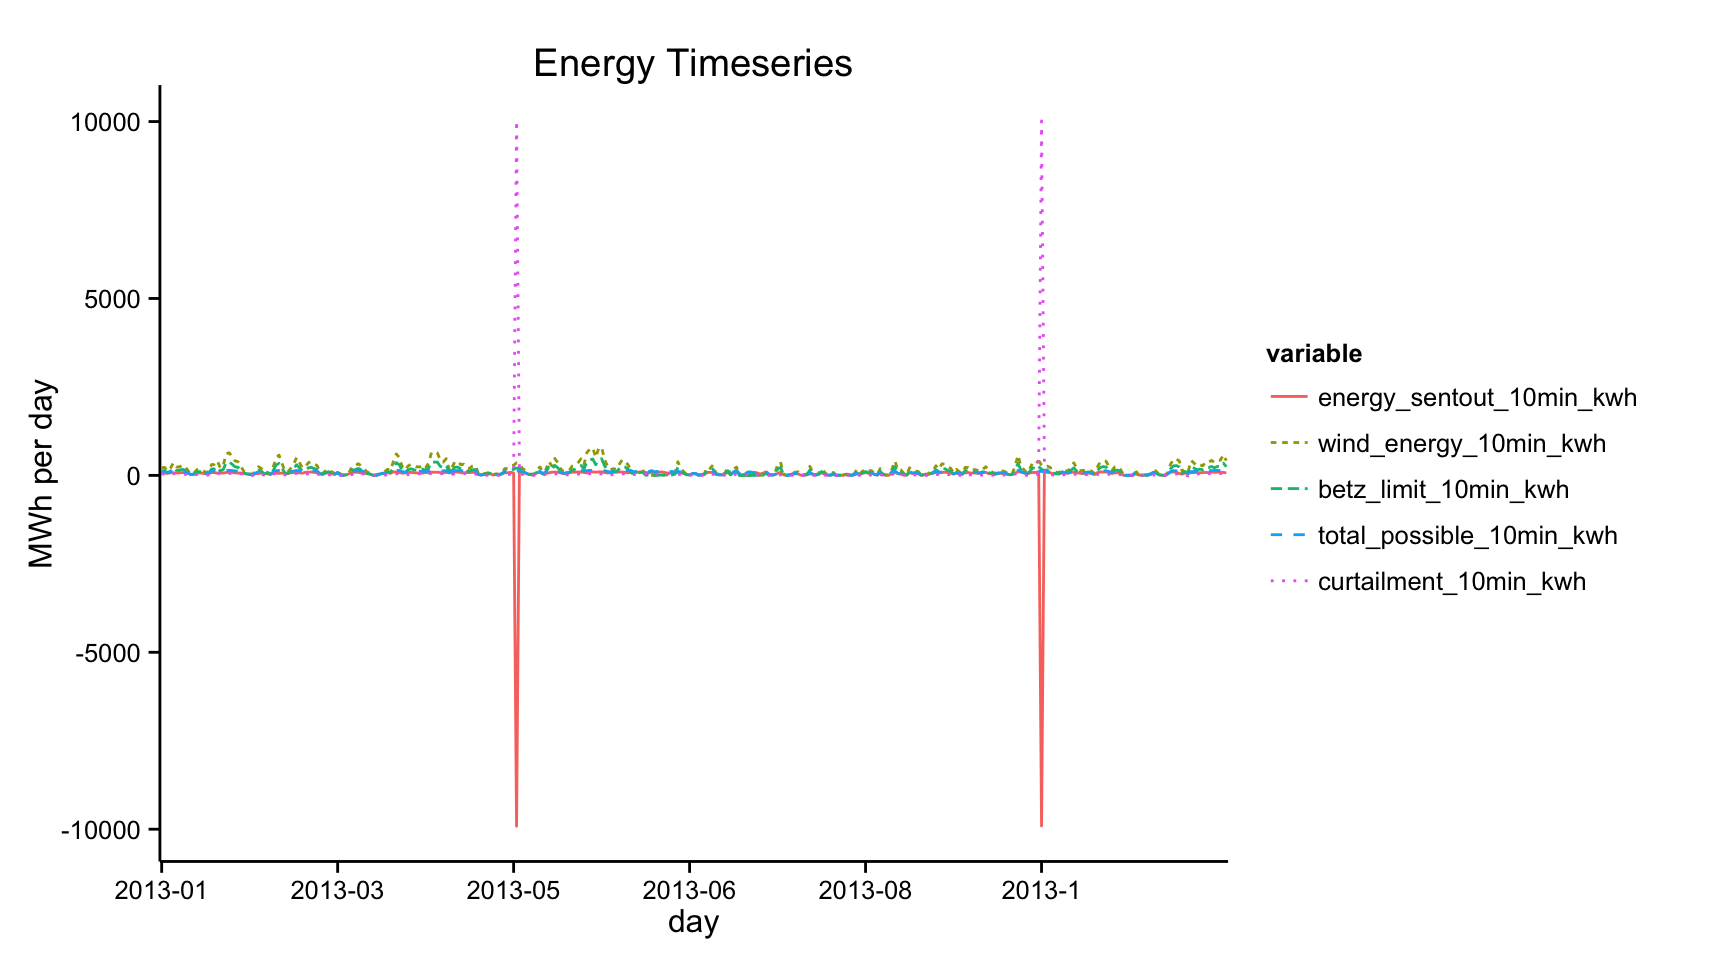 Energy Timeseries
MWh per day
10000
5000
0
-5000
-10000
2013-01 2013-03 2013-05 2013-06 2013-08 2013-1
day
variable
energy_sentout_10min_kwh
wind_energy_10min_kwh
betz_limit_10min_kwh
total_possible_10min_kwh
curtailment_10min_kwh